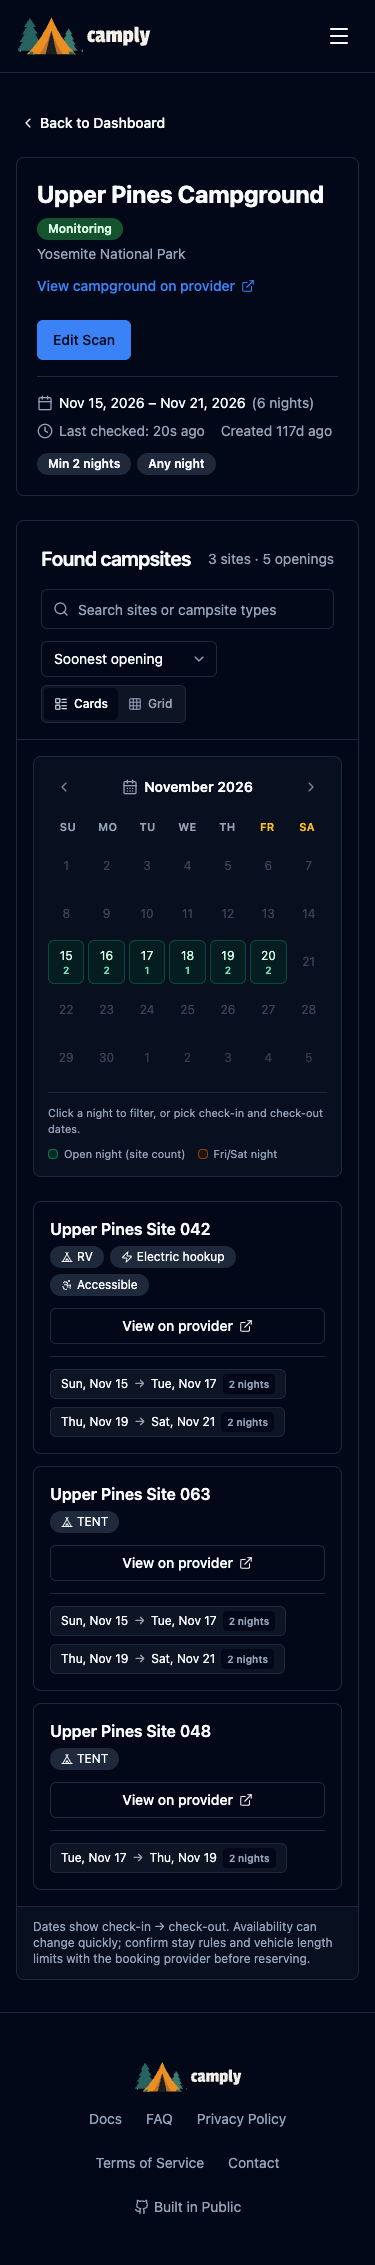 camply
Back to Dashboard
Upper Pines Campground
Monitoring
Yosemite National Park
View campground on provider
Edit Scan
Nov 15, 2026 – Nov 21, 2026 (6 nights)
Last checked: 20s ago Created 117d ago
Min 2 nights Any night
Found campsites 3 sites · 5 openings
Search sites or campsite types
Soonest opening
Cards Grid
November 2026
SU MO TU WE TH FR SA
1 2 3 4 5 6 7
8 9 10 11 12 13 14
15 16 17 18 19 20 21
2 2 1 1 2 2
22 23 24 25 26 27 28
29 30 1 2 3 4 5
Click a night to filter, or pick check-in and check-out
dates.
Open night (site count) Fri/Sat night
Upper Pines Site 042
RV Electric hookup
Accessible
View on provider
Sun, Nov 15 → Tue, Nov 17 2 nights
Thu, Nov 19 → Sat, Nov 21 2 nights
Upper Pines Site 063
TENT
View on provider
Sun, Nov 15 → Tue, Nov 17 2 nights
Thu, Nov 19 → Sat, Nov 21 2 nights
Upper Pines Site 048
TENT
View on provider
Tue, Nov 17 → Thu, Nov 19 2 nights
Dates show check-in → check-out. Availability can
change quickly; confirm stay rules and vehicle length
limits with the booking provider before reserving.
camply
Docs FAQ Privacy Policy
Terms of Service Contact
Built in Public